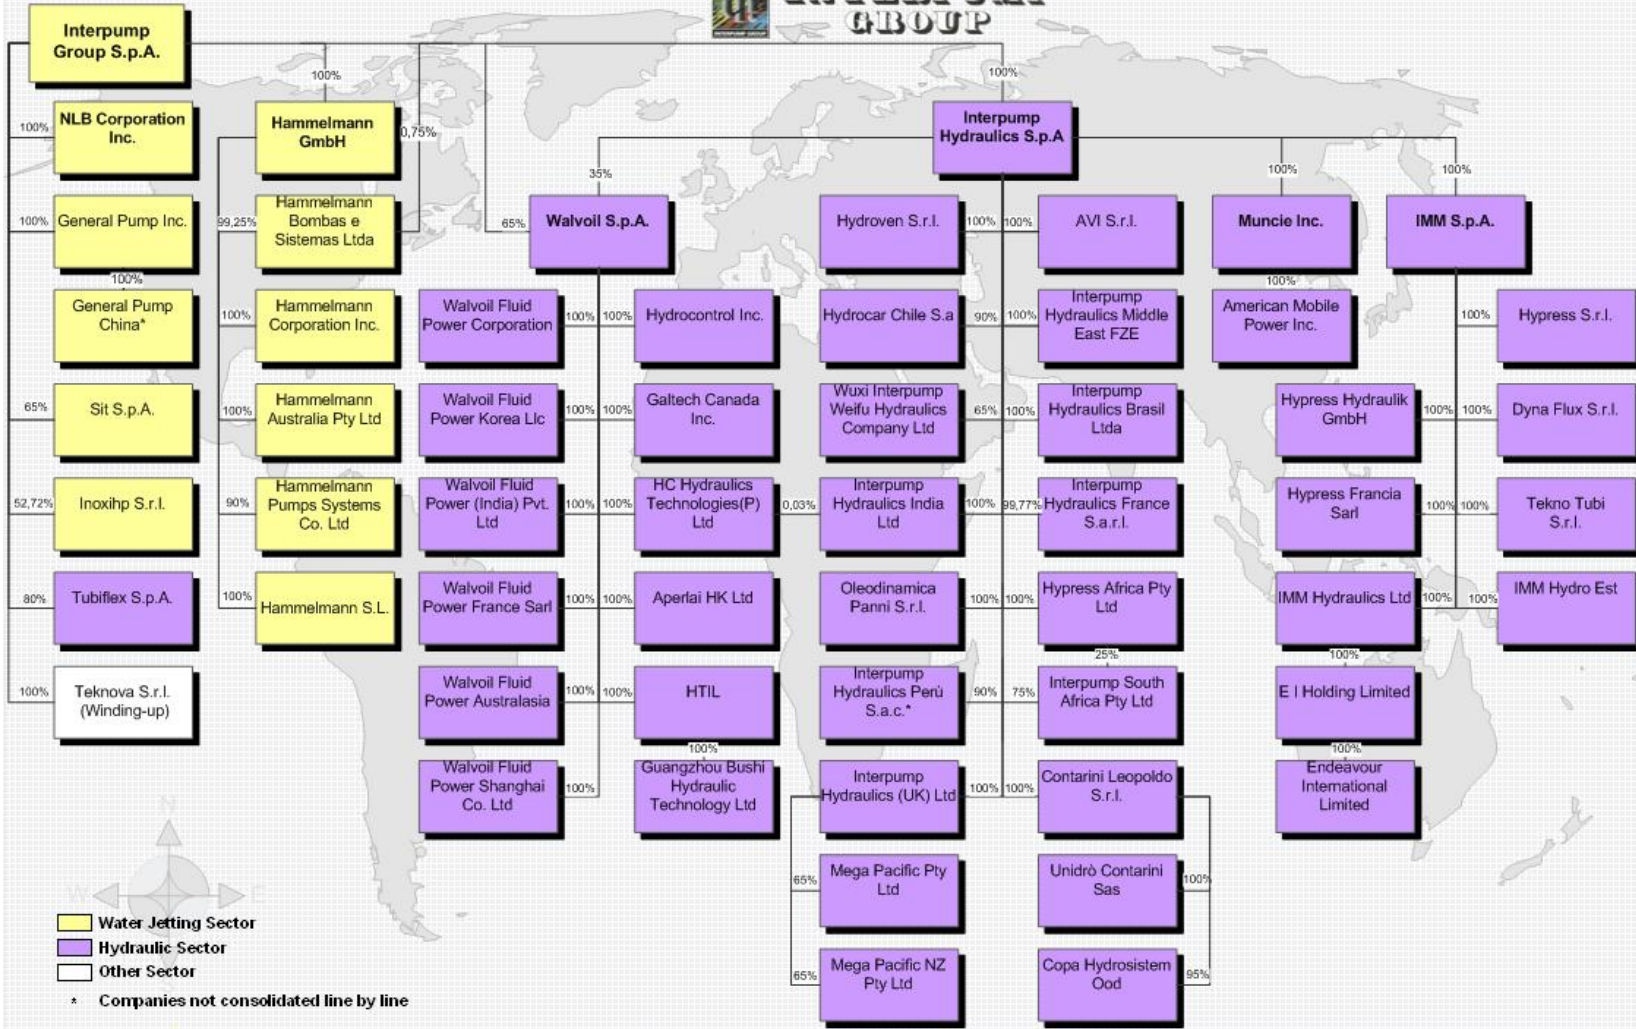 GROUP
Interpump
Group S.p.A.
100%
NLB Corporation
Inc.
100%
General Pump Inc.
100%
General Pump
China*
65%
Sit S.p.A.
52,72%
Inoxihp S.r.l.
80%
Tubiflex S.p.A.
100%
Teknova S.r.l.
(Winding-up)
100%
Hammelmann
GmbH
0,75%
99,25%
Hammelmann
Bombas e
Sistemas Ltda
100%
Hammelmann
Corporation Inc.
100%
Hammelmann
Australia Pty Ltd
90%
Hammelmann
Pumps Systems
Co. Ltd
100%
Hammelmann S.L.
100%
Interpump
Hydraulics S.p.A
35%
65%
Walvoil S.p.A.
Walvoil Fluid
Power Corporation
100%
100%
Hydrocontrol Inc.
Walvoil Fluid
Power Korea Llc
100%
100%
Galtech Canada
Inc.
Walvoil Fluid
Power (India) Pvt.
Ltd
100%
100%
HC Hydraulics
Technologies(P)
Ltd
0,03%
Walvoil Fluid
Power France Sarl
100%
100%
Aperlai HK Ltd
Walvoil Fluid
Power Australasia
100%
100%
HTIL
Walvoil Fluid
Power Shanghai
Co. Ltd
100%
100%
Guangzhou Bushi
Hydraulic
Technology Ltd
Hydroven S.r.l.
100%
100%
AVI S.r.l.
Hydrocar Chile S.a
90%
100%
Interpump
Hydraulics Middle
East FZE
Wuxi Interpump
Weifu Hydraulics
Company Ltd
65%
100%
Interpump
Hydraulics Brasil
Ltda
Interpump
Hydraulics India
Ltd
100%
99,77%
Interpump
Hydraulics France
S.a.r.l.
Oleodinamica
Panni S.r.l.
100%
100%
Hypress Africa Pty
Ltd
25%
Interpump
Hydraulics Perù
S.a.c.*
90%
75%
Interpump South
Africa Pty Ltd
Interpump
Hydraulics (UK) Ltd
100%
100%
Contarini Leopoldo
S.r.l.
65%
Mega Pacific Pty
Ltd
Unidrò Contarini
Sas
100%
65%
Mega Pacific NZ
Pty Ltd
Copa Hydrosistem
Ood
95%
100%
Muncie Inc.
100%
American Mobile
Power Inc.
100%
IMM S.p.A.
100%
Hypress S.r.l.
Hypress Hydraulik
GmbH
100%
100%
Dyna Flux S.r.l.
Hypress Francia
Sarl
100%
100%
Tekno Tubi
S.r.l.
IMM Hydraulics Ltd
100%
100%
IMM Hydro Est
100%
E I Holding Limited
100%
Endeavour
International
Limited
N
W
E
Water Jetting Sector
Hydraulic Sector
Other Sector
* Companies not consolidated line by line